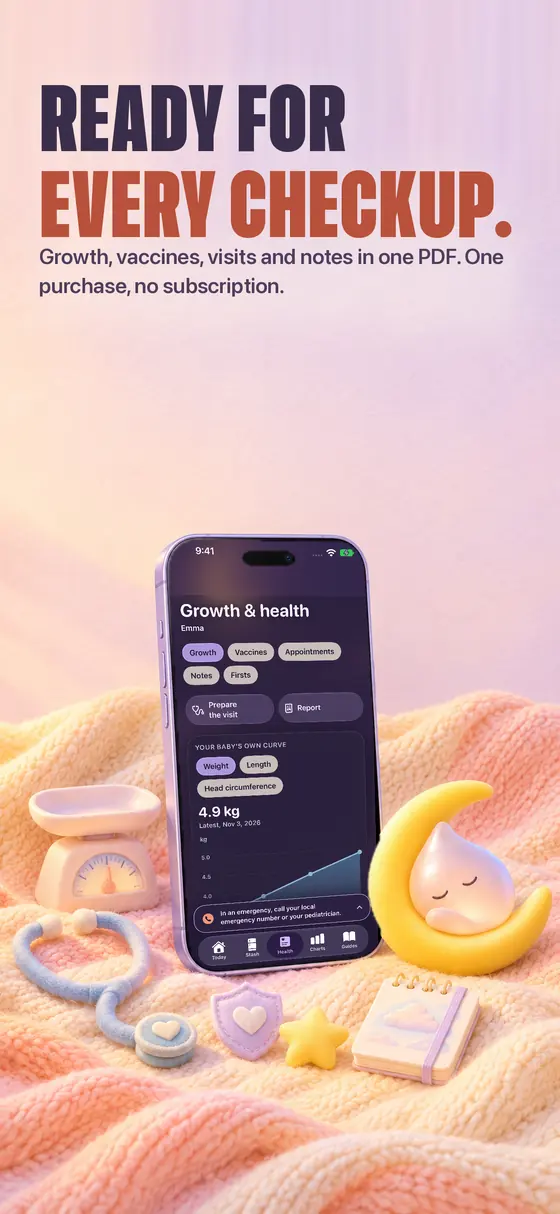 READY FOR
EVERY CHECKUP.
Growth, vaccines, visits and notes in one PDF. One
purchase, no subscription.
9:41
Growth & health
Emma
Growth Vaccines Appointments
Notes Firsts
Prepare
the visit
Report
YOUR BABY'S OWN CURVE
Weight Length
Head circumference
4.9 kg
Latest, Nov 3, 2026
kg
5.0
4.5
4.0
In an emergency, call your local
emergency number or your pediatrician.
Today Stash Health Charts Guides